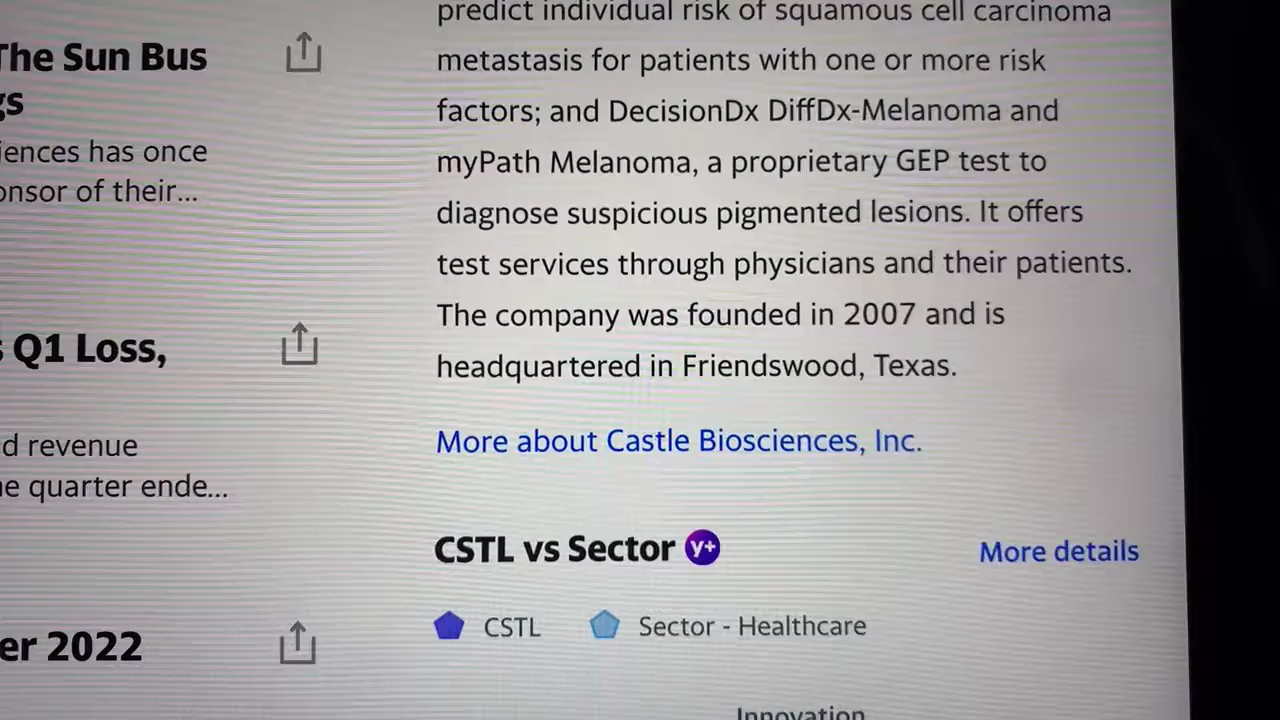 The Sun Bus
gs
iences has once
onsor of their...
s Q1 Loss,
d revenue
he quarter ende...
er 2022
predict individual risk of squamous cell carcinoma
metastasis for patients with one or more risk
factors; and DecisionDx DiffDx-Melanoma and
myPath Melanoma, a proprietary GEP test to
diagnose suspicious pigmented lesions. It offers
test services through physicians and their patients.
The company was founded in 2007 and is
headquartered in Friendswood, Texas.
More about Castle Biosciences, Inc.
CSTL vs Sector y+ More details
CSTL Sector - Healthcare
Innovation